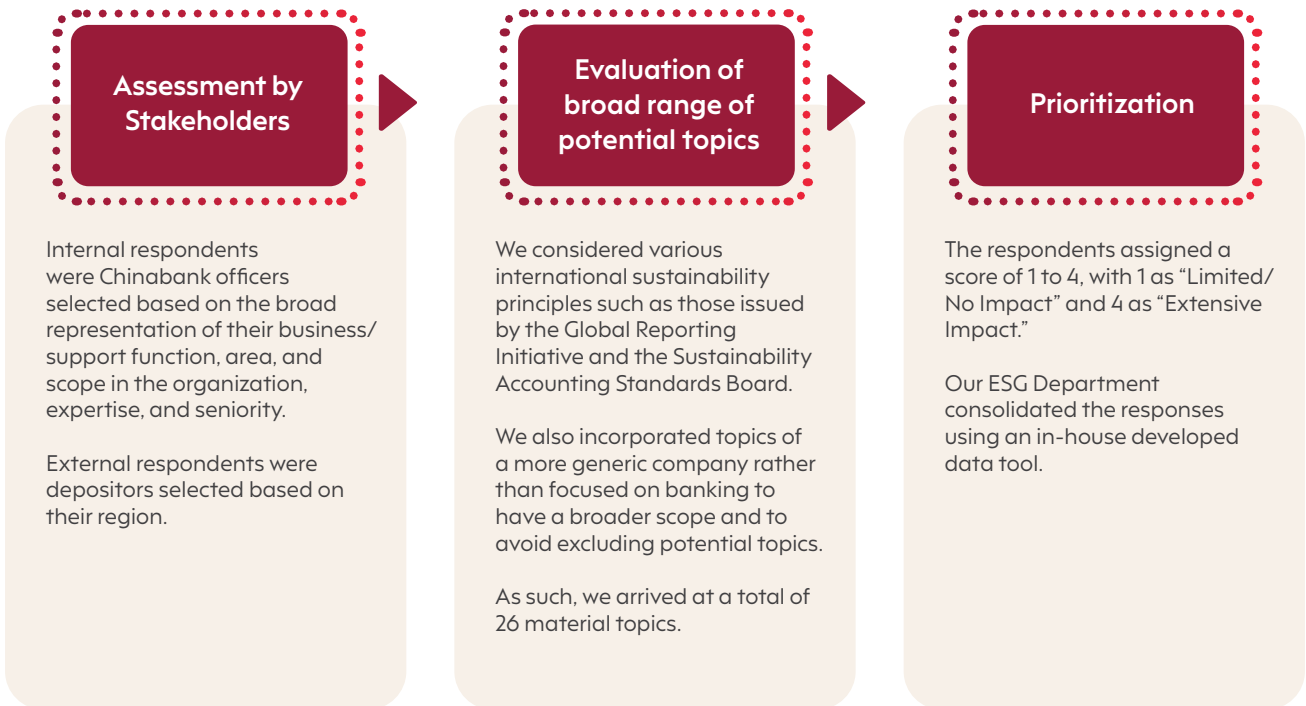 Assessment by
Stakeholders
Internal respondents
were Chinabank officers
selected based on the broad
representation of their business/
support function, area, and
scope in the organization,
expertise, and seniority.
External respondents were
depositors selected based on
their region.
Evaluation of
broad range of
potential topics
We considered various
international sustainability
principles such as those issued
by the Global Reporting
Initiative and the Sustainability
Accounting Standards Board.
We also incorporated topics of
a more generic company rather
than focused on banking to
have a broader scope and to
avoid excluding potential topics.
As such, we arrived at a total of
26 material topics.
Prioritization
The respondents assigned a
score of 1 to 4, with 1 as “Limited/
No Impact” and 4 as “Extensive
Impact.”
Our ESG Department
consolidated the responses
using an in-house developed
data tool.